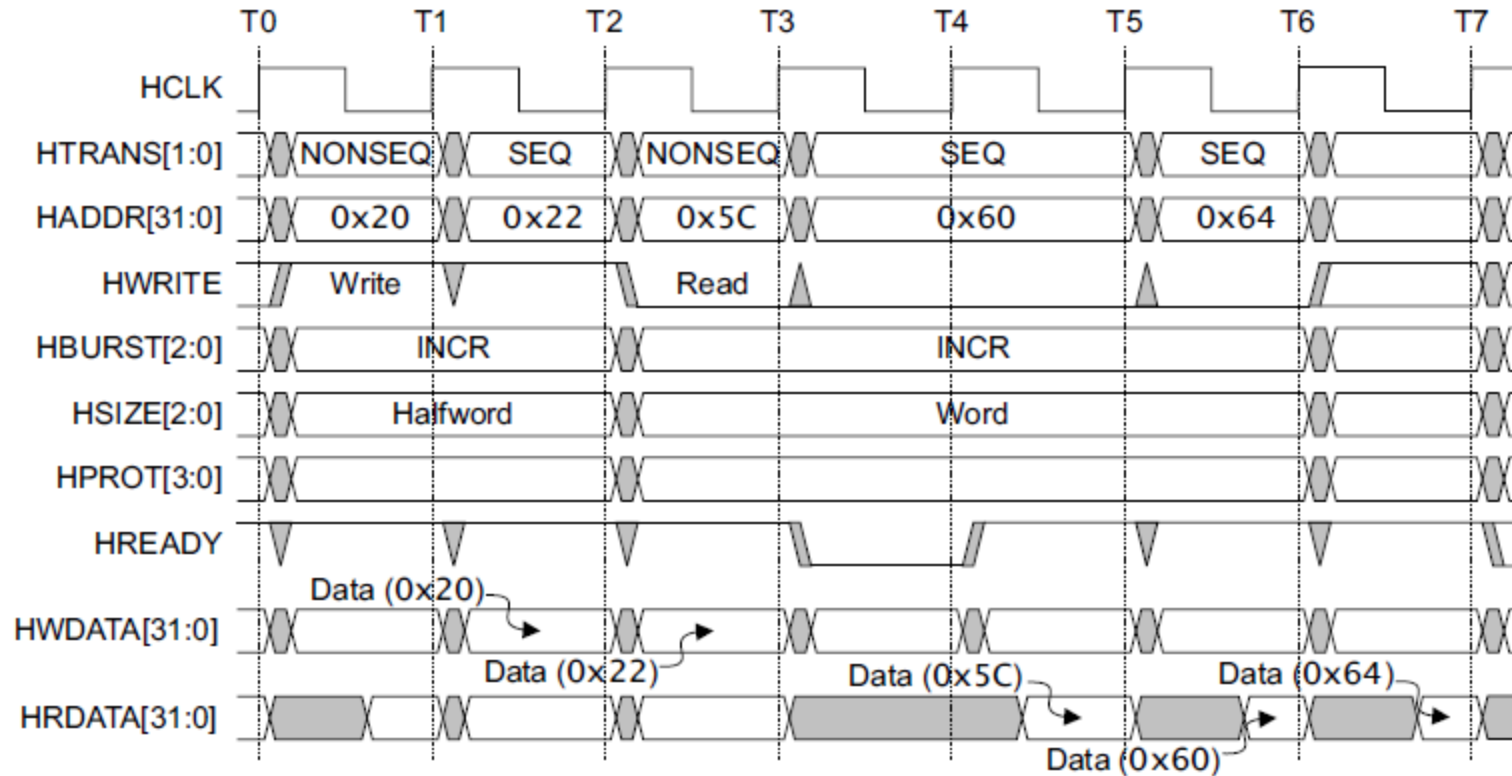 T0 T1 T2 T3 T4 T5 T6 T7
HCLK
HTRANS[1:0] NONSEQ SEQ NONSEQ SEQ SEQ
HADDR[31:0] 0x20 0x22 0x5C 0x60 0x64
HWRITE Write Read
HBURST[2:0] INCR INCR
HSIZE[2:0] Halfword Word
HPROT[3:0]
HREADY
Data (0x20)
HWDATA[31:0]
Data (0x22) Data (0x5C) Data (0x64)
HRDATA[31:0]
Data (0x60)